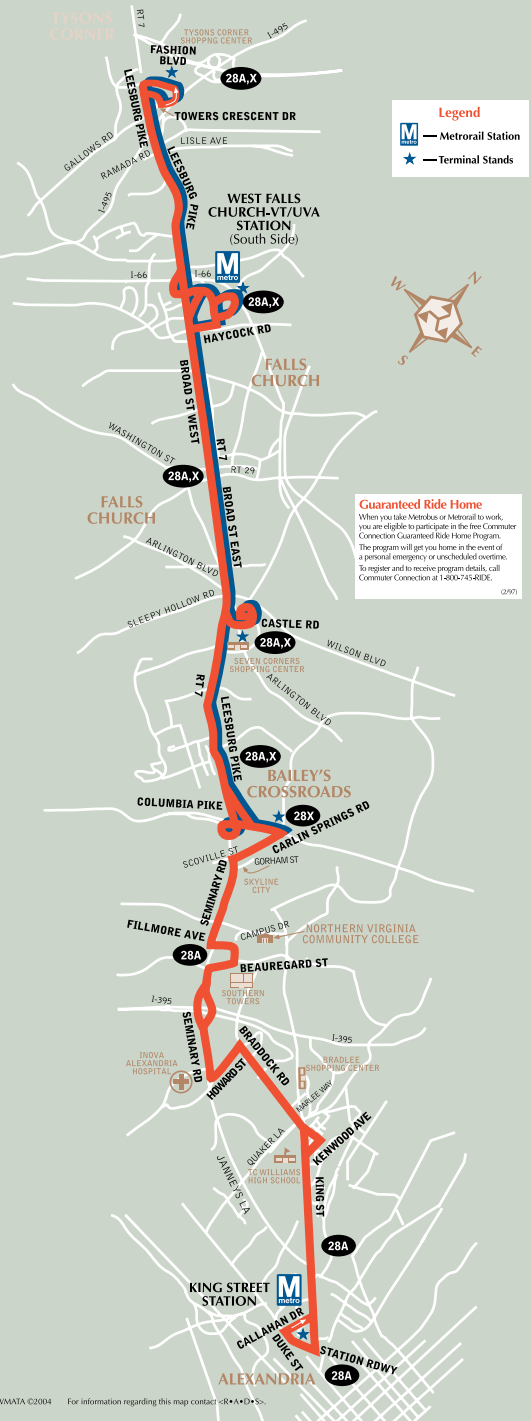 TYSONS
CORNER
RT 7
TYSONS CORNER
SHOPPNG CENTER
I-495
FASHION
BLVD
28A,X
LEESBURG PIKE
TOWERS CRESCENT DR
GALLOWS RD
RAMADA RD
LISLE AVE
LEESBURG PIKE
I-495
Legend
M
metro
Metrorail Station
Terminal Stands
WEST FALLS
CHURCH-VT/UVA
STATION
(South Side)
M
metro
I-66
I-66
28A,X
HAYCOCK RD
N
W
S
E
FALLS
CHURCH
BROAD ST WEST
WASHINGTON ST
RT 7
28A,X
RT 29
FALLS
CHURCH
BROAD ST EAST
Guaranteed Ride Home
When you take Metrobus or Metrorail to work,
you are eligible to participate in the free Commuter
Connection Guaranteed Ride Home Program.
The program will get you home in the event of
a personal emergency or unscheduled overtime.
To register and to receive program details, call
Commuter Connection at 1-800-745-RIDE.
(2/97)
ARLINGTON BLVD
SLEEPY HOLLOW RD
CASTLE RD
28A,X
WILSON BLVD
SEVEN CORNERS
SHOPPING CENTER
ARLINGTON BLVD
RT 7
LEESBURG PIKE
28A,X
BAILEY'S
CROSSROADS
COLUMBIA PIKE
28X
CARLIN SPRINGS RD
SCOVILLE ST
GORHAM ST
SKYLINE
CITY
SEMINARY RD
FILLMORE AVE
CAMPUS DR
NORTHERN VIRGINIA
COMMUNITY COLLEGE
28A
BEAUREGARD ST
SOUTHERN
TOWERS
I-395
SEMINARY RD
I-395
BRADDOCK RD
INOVA
ALEXANDRIA
HOSPITAL
BRADLEE
SHOPPING CENTER
HOWARD ST
MARLEE WAY
QUAKER LA
KENWOOD AVE
JANNEYS LA
TC WILLIAMS
HIGH SCHOOL
KING ST
28A
KING STREET
STATION
M
metro
CALLAHAN DR
DUKE ST
STATION RDWY
ALEXANDRIA
28A
WMATA ©2004 For information regarding this map contact <R•A•D•S>.